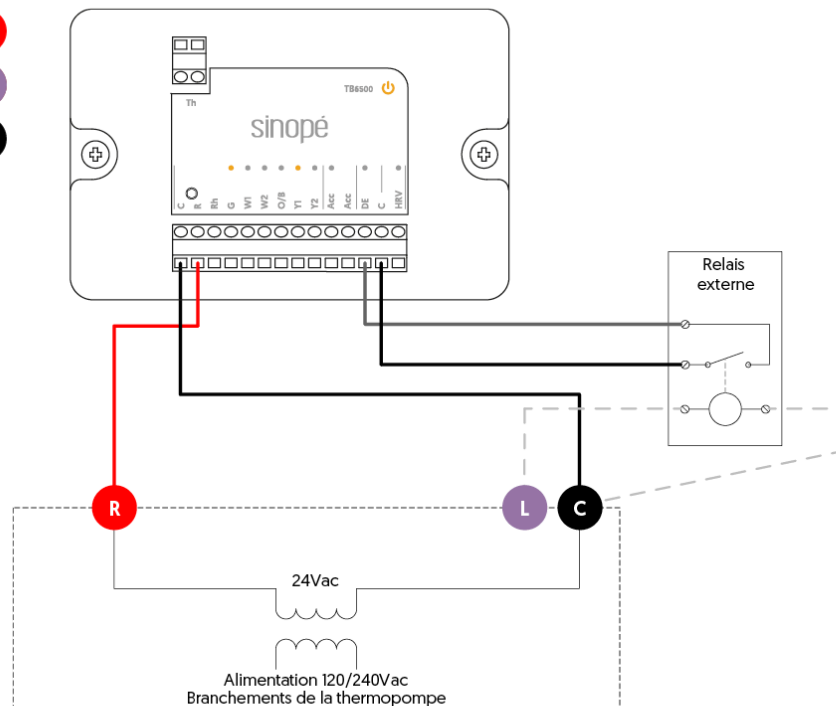 TB6500
Th
sinopé
C R Rh G W1 W2 O/B Y1 Y2 Acc Acc DE C HRV
Relais
externe
R
L
C
24Vac
Alimentation 120/240Vac
Branchements de la thermopompe